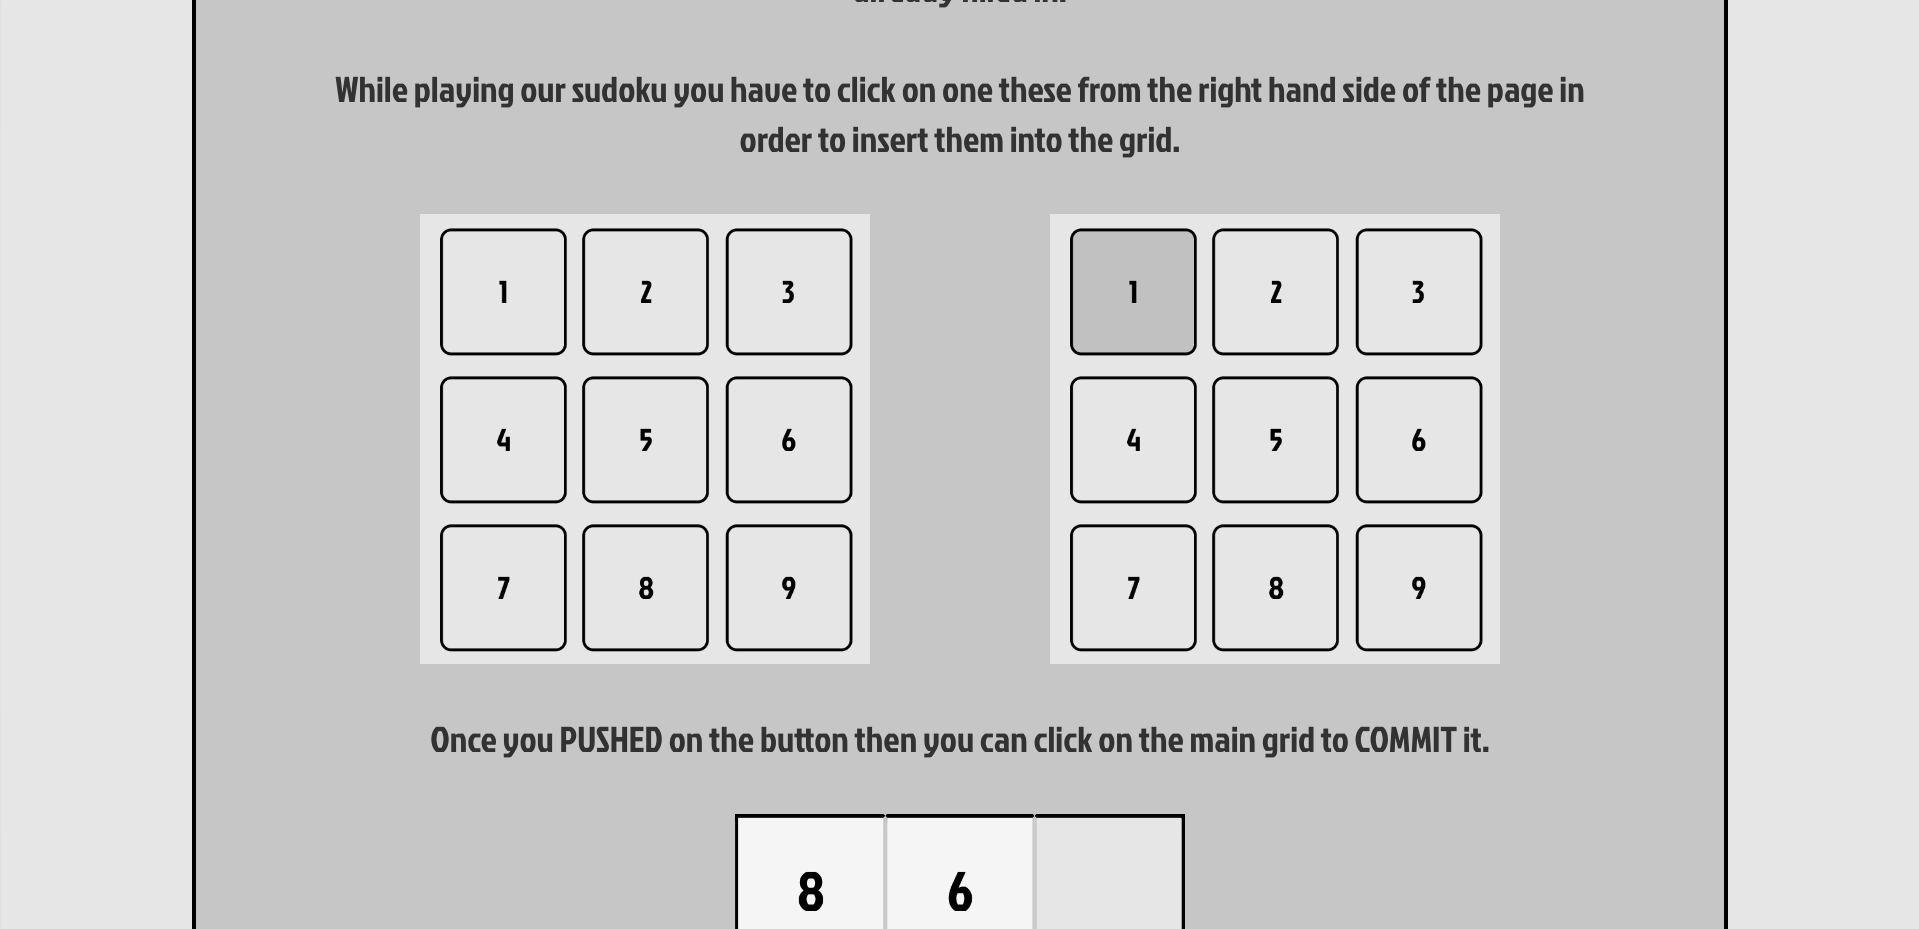 While playing our sudoku you have to click on one these from the right hand side of the page in
order to insert them into the grid.
1 2 3
4 5 6
7 8 9
1 2 3
4 5 6
7 8 9
Once you PUSHED on the button then you can click on the main grid to COMMIT it.
8 6